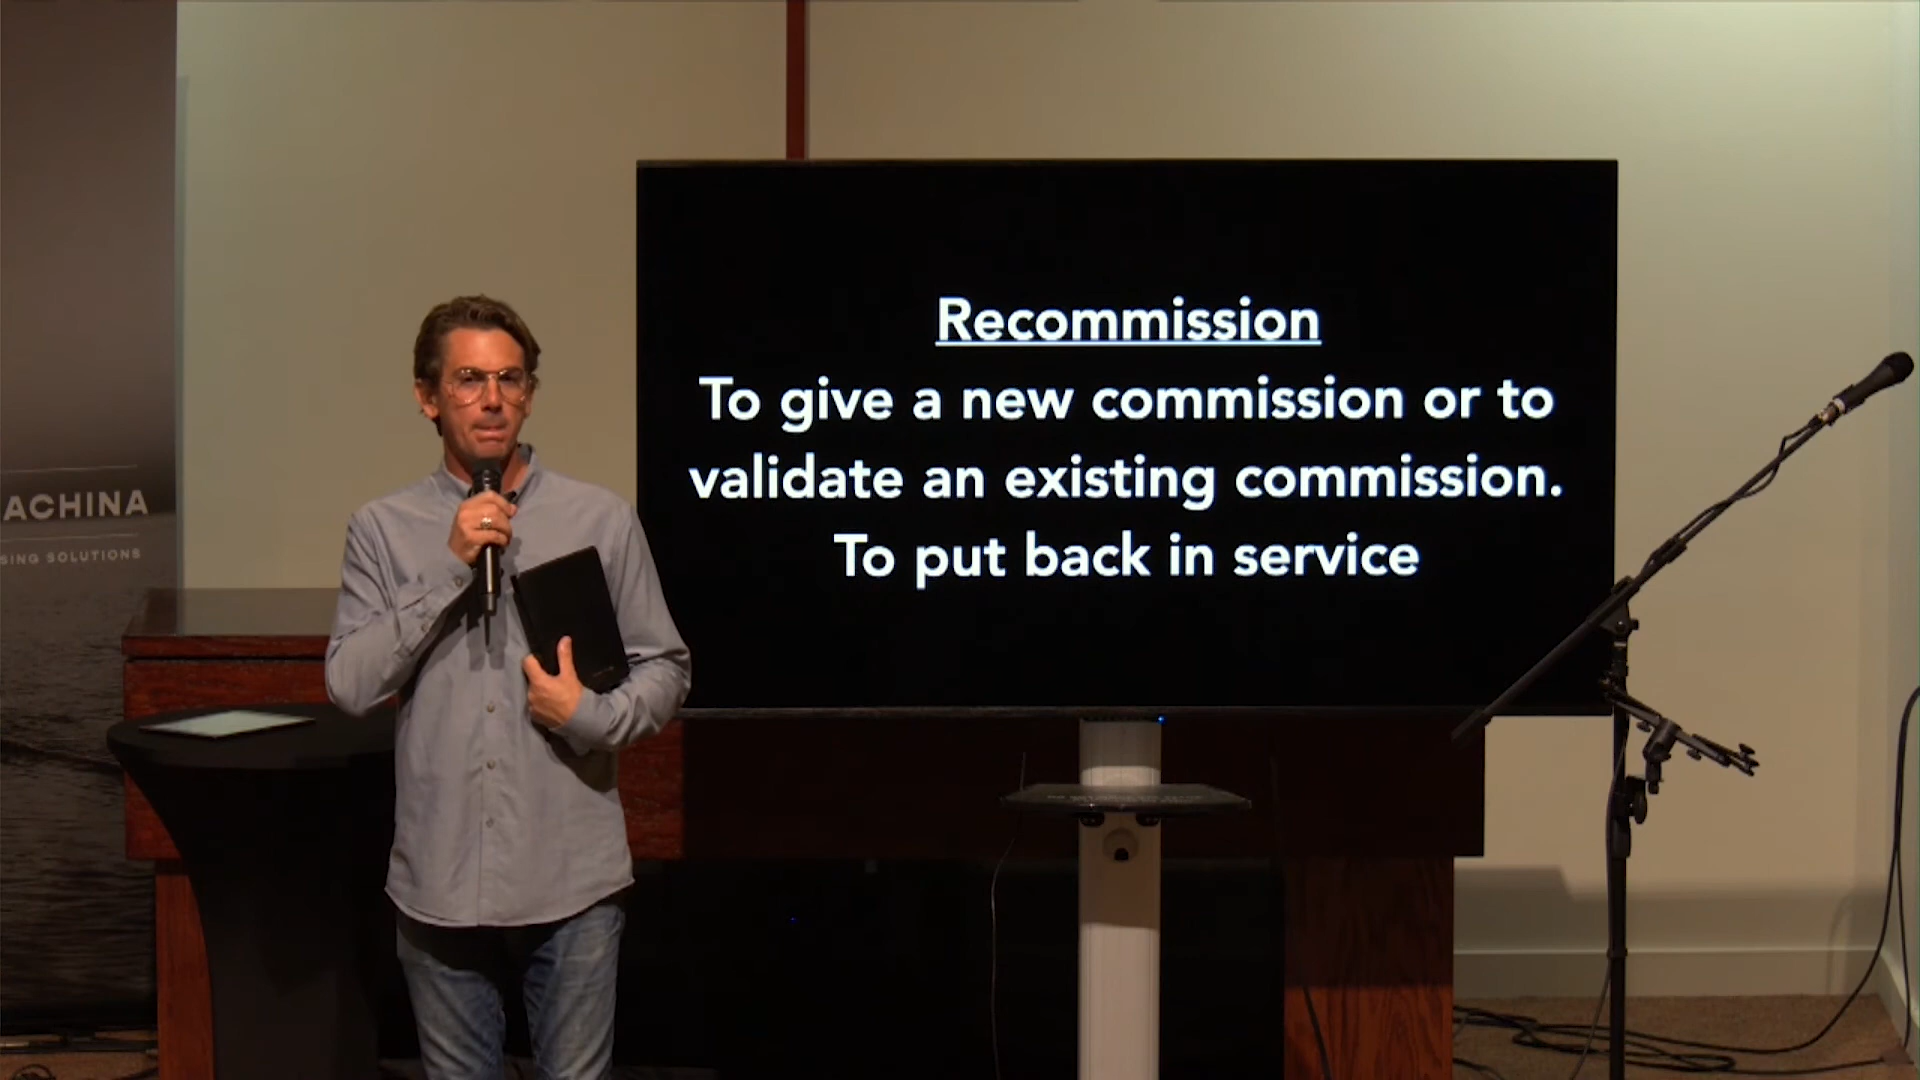 ACHINA
SING SOLUTIONS
Recommission
To give a new commission or to
validate an existing commission.
To put back in service